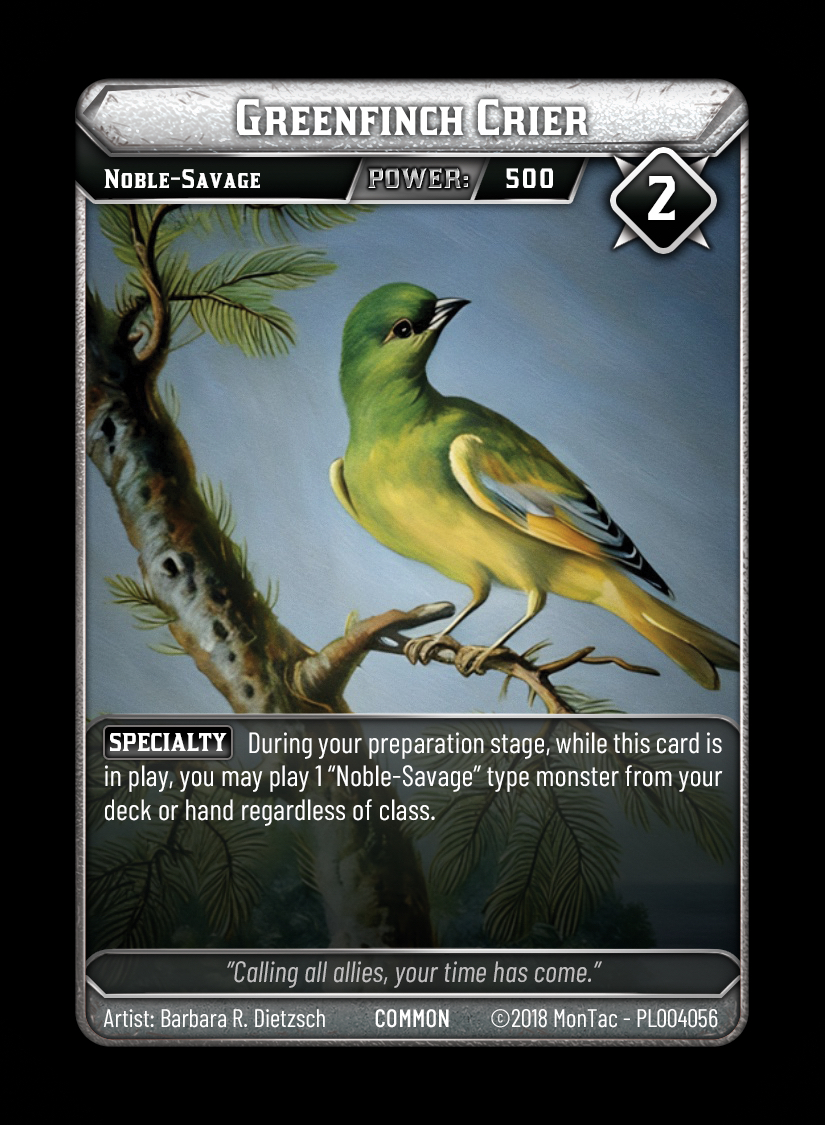 Greenfinch Crier
Noble-Savage POWER: 500
2
SPECIALTY During your preparation stage, while this card is
in play, you may play 1 "Noble-Savage" type monster from your
deck or hand regardless of class.
"Calling all allies, your time has come."
Artist: Barbara R. Dietzsch COMMON ©2018 MonTac - PL004056